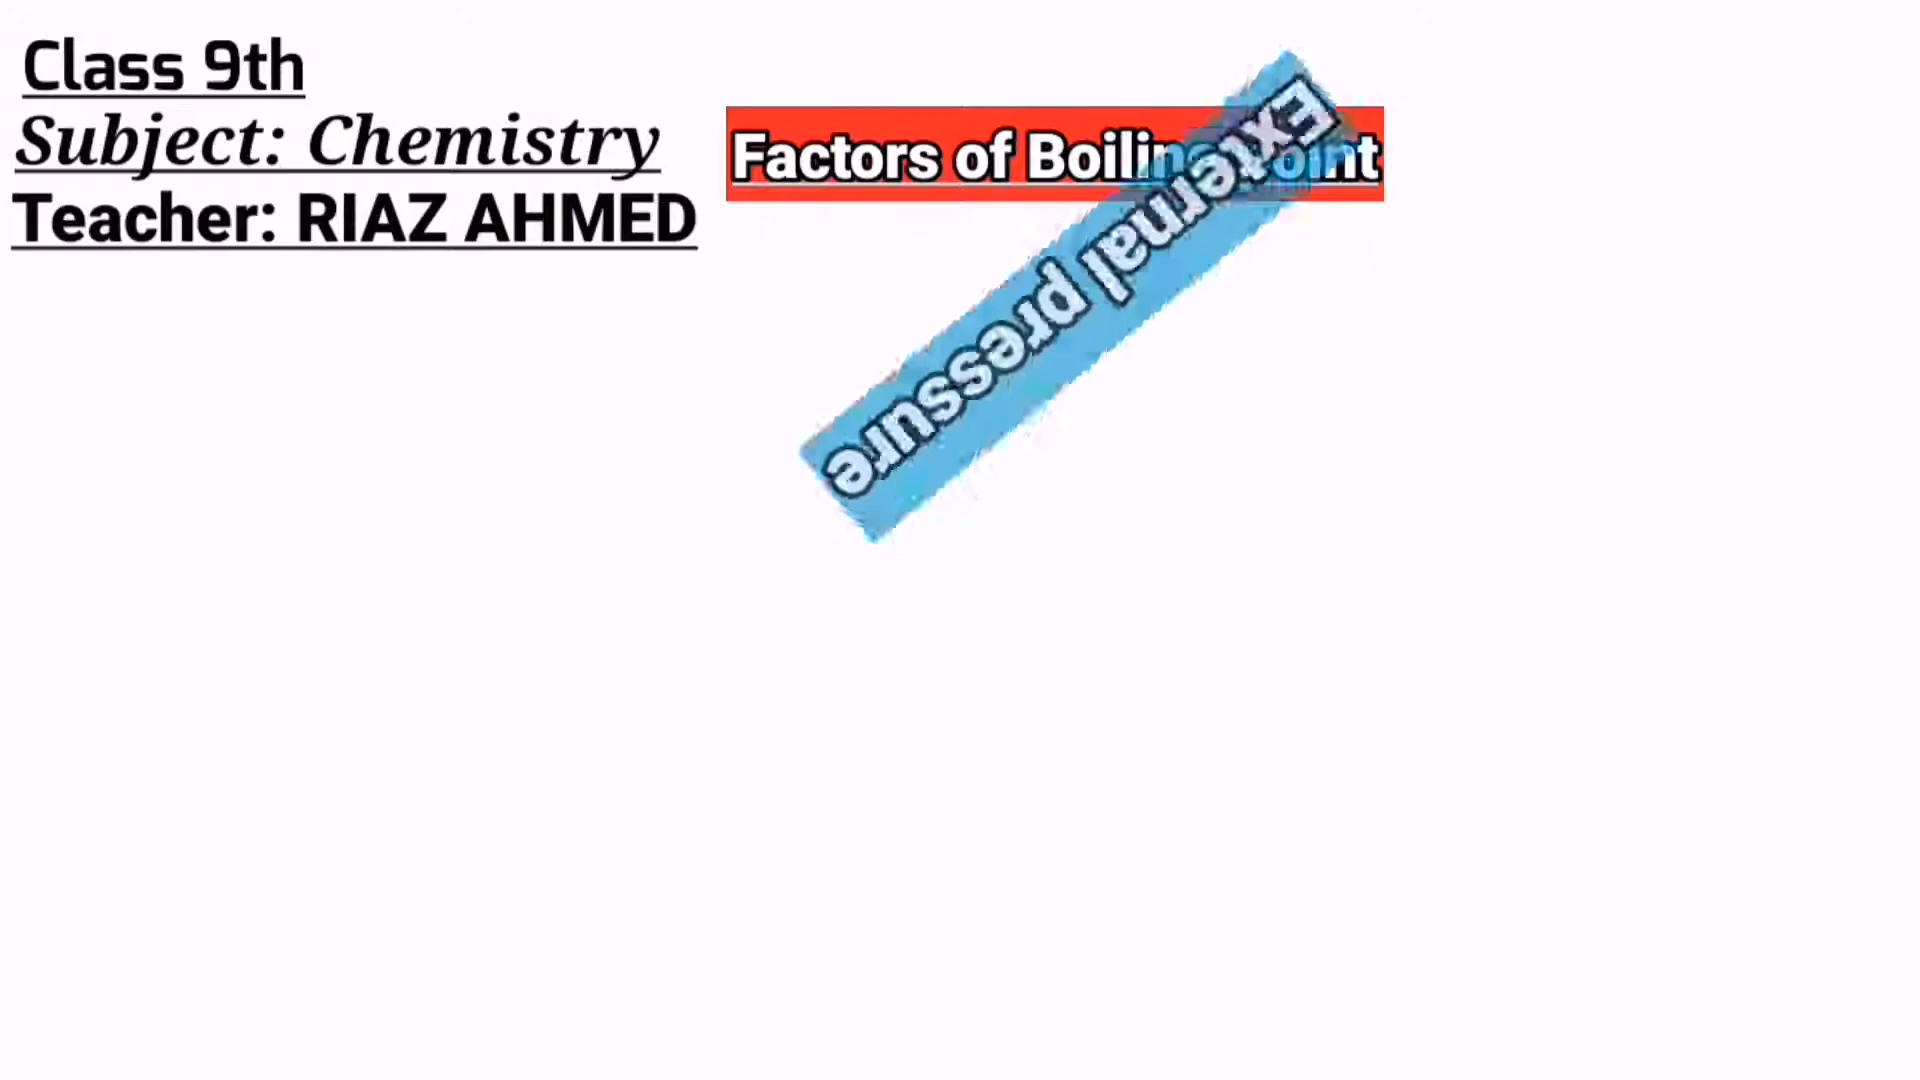 Class 9th
Subject: Chemistry
Teacher: RIAZ AHMED
Factors of Boiling Point
External pressure